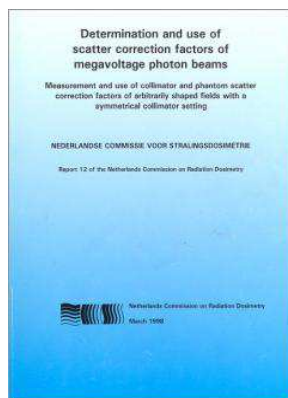 Determination and use of
scatter correction factors of
megavoltage photon beams
Measurement and use of collimator and phantom scatter
correction factors of arbitrarily shaped fields with a
symmetrical collimator setting
NEDERLANDSE COMMISSIE VOOR STRALINGSDOSIMETRIE
Report 12 of the Netherlands Commission on Radiation Dosimetry
Netherlands Commission on Radiation Dosimetry
March 1998